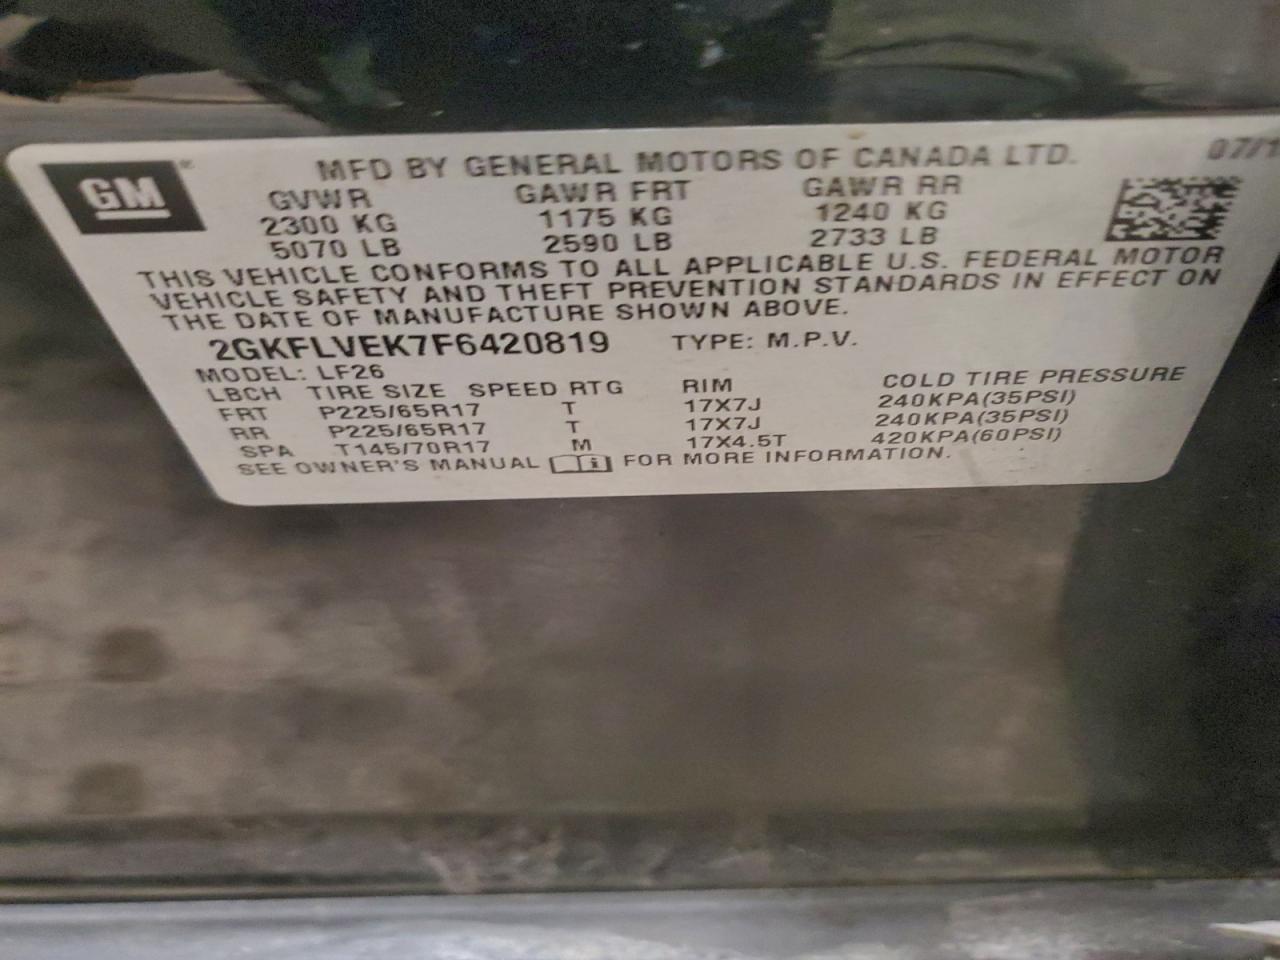 GM ® MFD BY GENERAL MOTORS OF CANADA LTD. 07/1
GVWR GAWR FRT GAWR RR
2300 KG 1175 KG 1240 KG
5070 LB 2590 LB 2733 LB
THIS VEHICLE CONFORMS TO ALL APPLICABLE U.S. FEDERAL MOTOR
VEHICLE SAFETY AND THEFT PREVENTION STANDARDS IN EFFECT ON
THE DATE OF MANUFACTURE SHOWN ABOVE.
2GKFLVEK7F6420819 TYPE: M.P.V.
MODEL: LF26
LBCH TIRE SIZE SPEED RTG RIM COLD TIRE PRESSURE
FRT P225/65R17 T 17X7J 240KPA(35PSI)
RR P225/65R17 T 17X7J 240KPA(35PSI)
SPA T145/70R17 M 17X4.5T 420KPA(60PSI)
SEE OWNER'S MANUAL i FOR MORE INFORMATION.